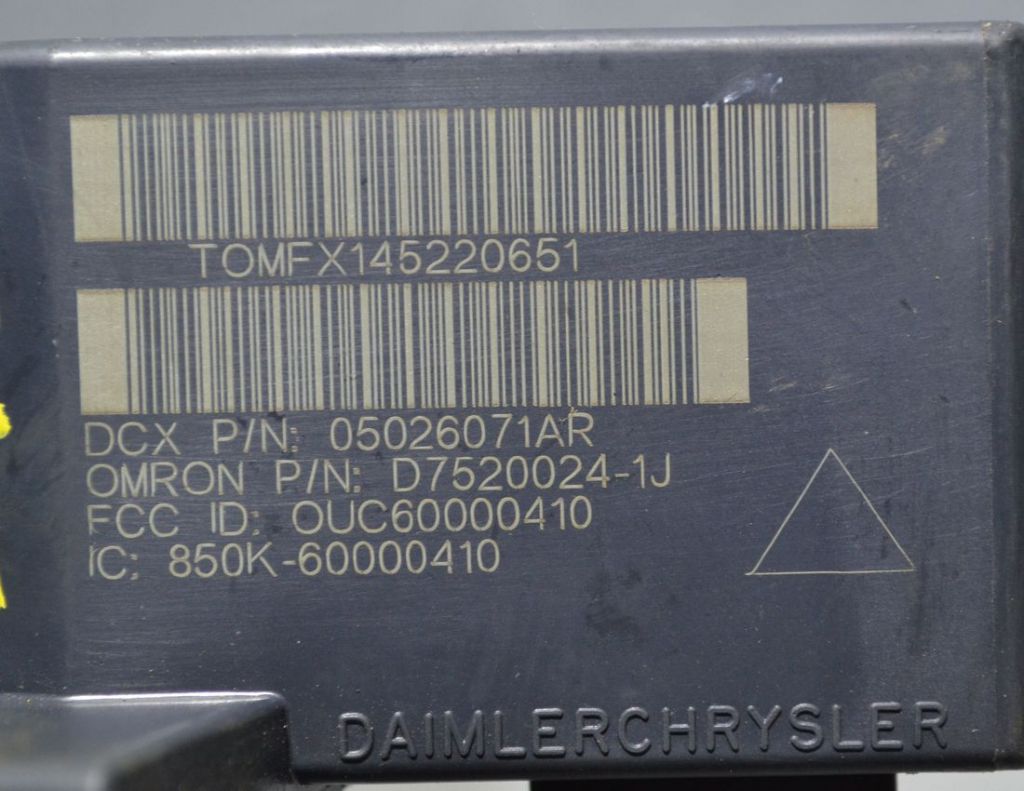 TOMFX145220651
DCX P/N: 05026071AR
OMRON P/N: D7520024-1J
FCC ID: OUC60000410
IC: 850K-60000410
DAIMLERCHRYSLER